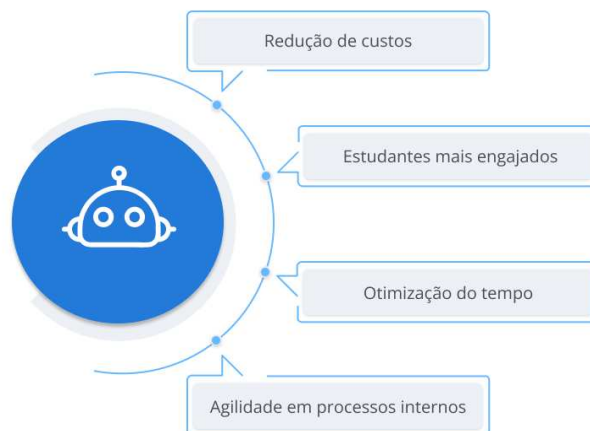 Redução de custos
Estudantes mais engajados
Otimização do tempo
Agilidade em processos internos